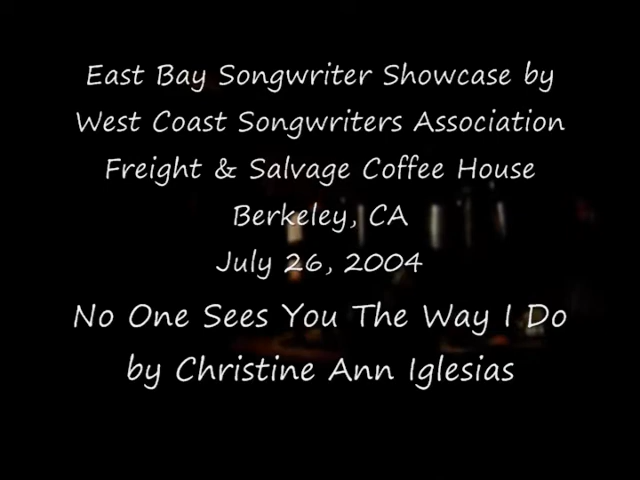 East Bay Songwriter Showcase by
West Coast Songwriters Association
Freight & Salvage Coffee House
Berkeley, CA
July 26, 2004
No One Sees You The Way I Do
by Christine Ann Iglesias